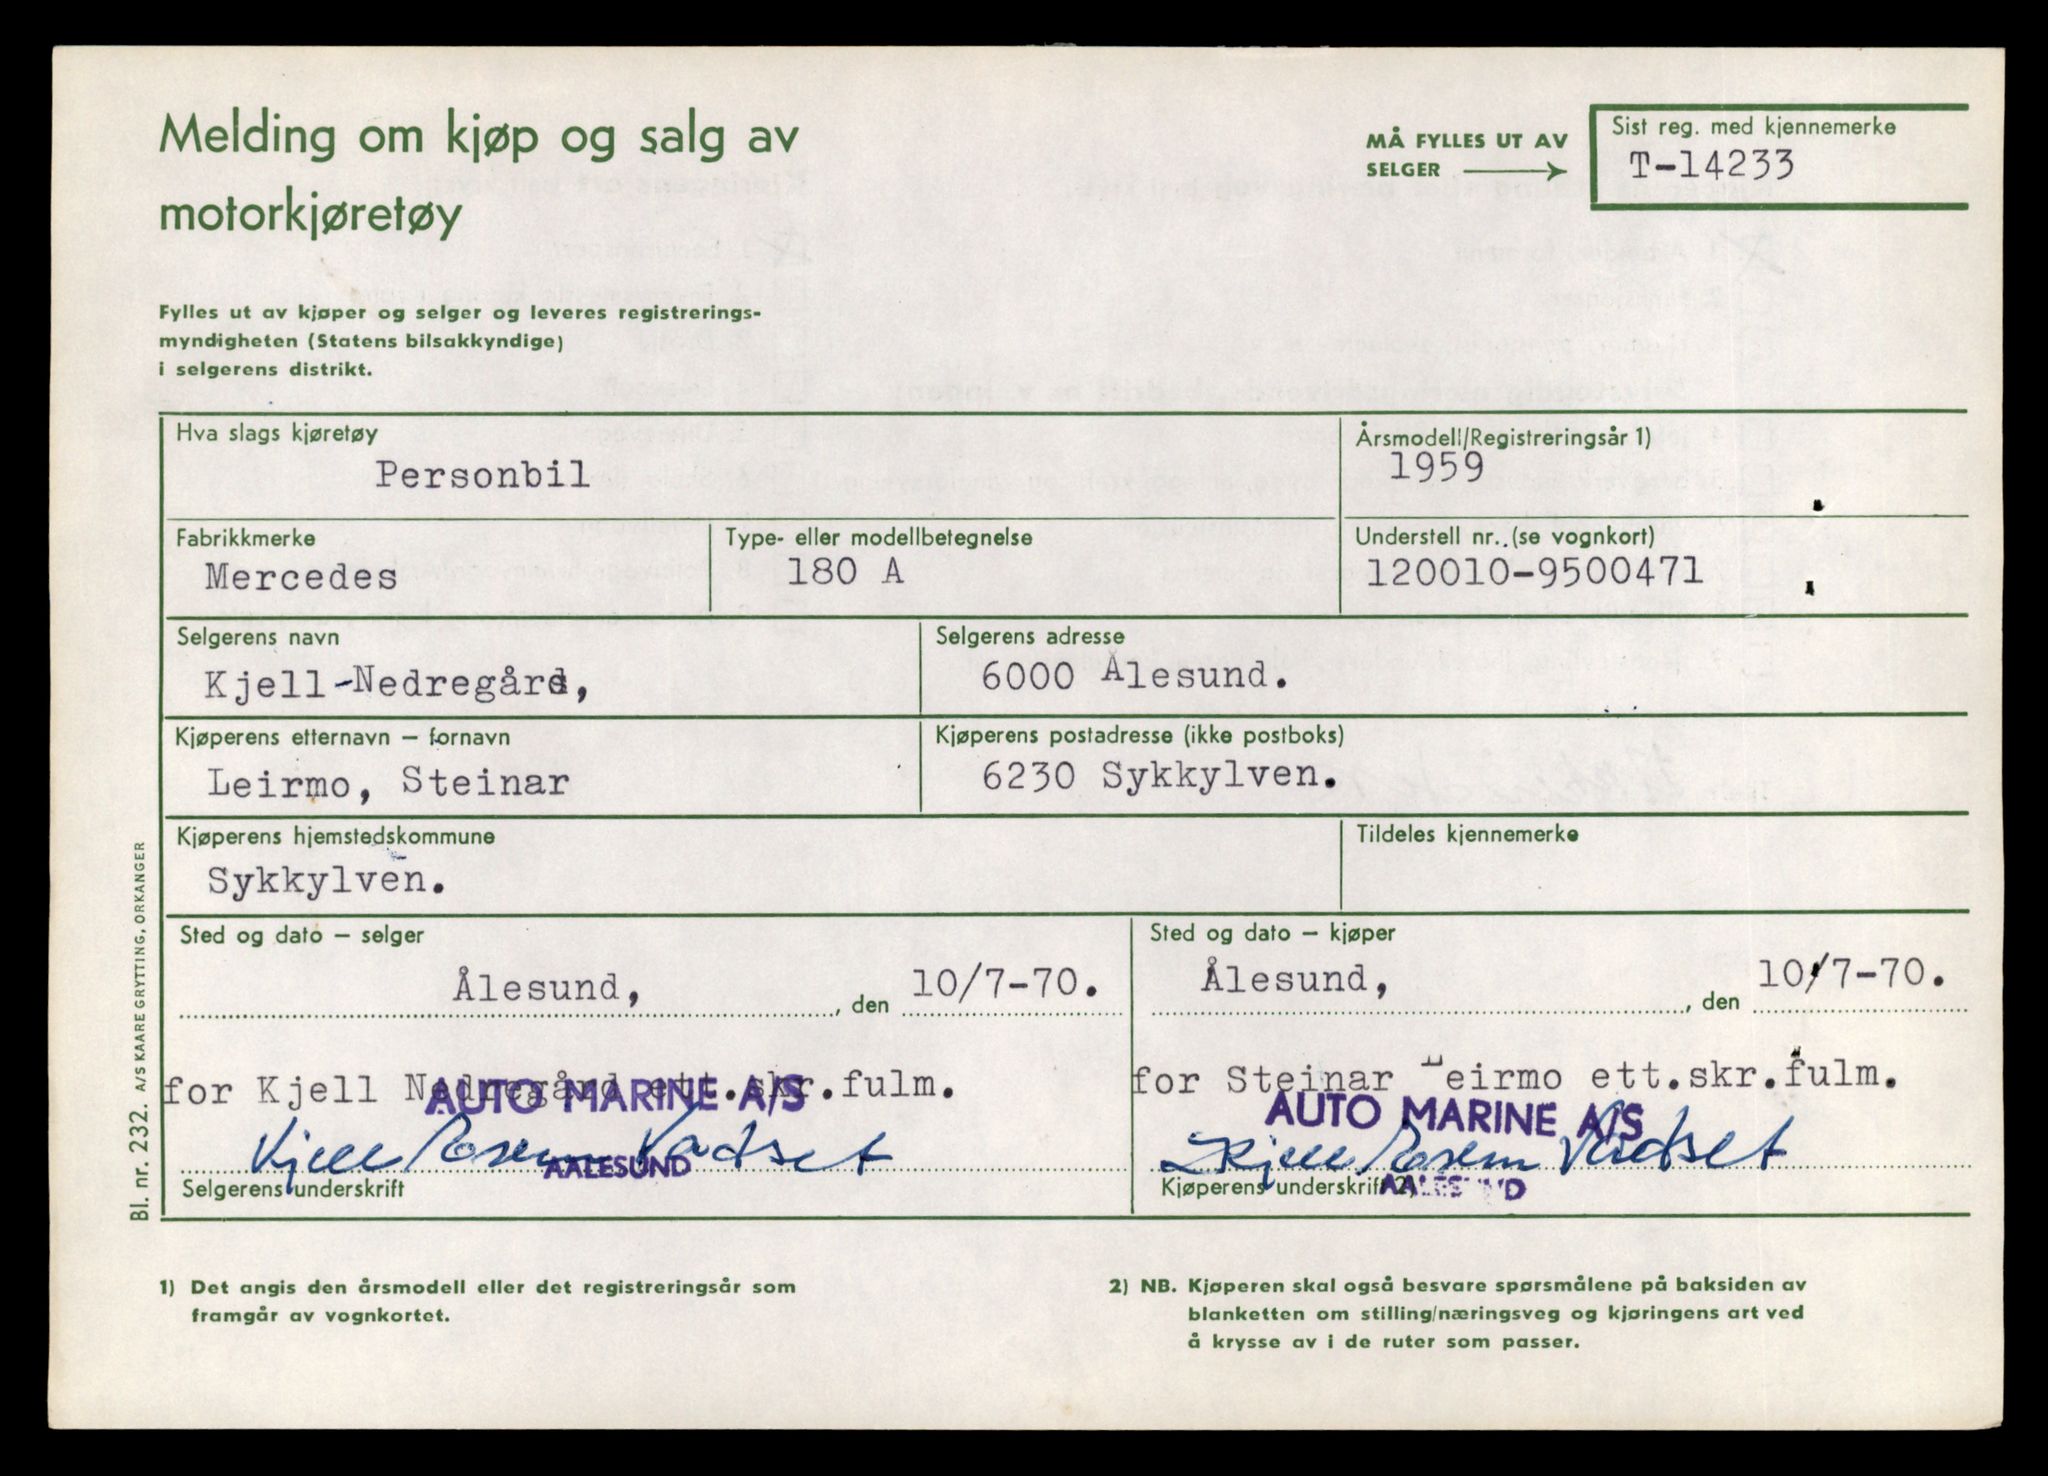 Melding om kjøp og salg av
motorkjøretøy
MÅ FYLLES UT AV
SELGER
Sist reg. med kjennemerke
T-14233
Fylles ut av kjøper og selger og leveres registrerings-
myndigheten (Statens bilsakkyndige)
i selgerens distrikt.
Hva slags kjøretøy
Personbil
Årsmodell/Registreringsår 1)
1959
Fabrikkmerke
Mercedes
Type- eller modellbetegnelse
180 A
Understell nr. (se vognkort)
120010-9500471
Selgerens navn
Kjell Nedregård,
Selgerens adresse
6000 Ålesund.
Kjøperens etternavn – fornavn
Leirmo, Steinar
Kjøperens postadresse (ikke postboks)
6230 Sykkylven.
Kjøperens hjemstedskommune
Sykkylven.
Tildeles kjennemerke
Sted og dato – selger
Ålesund, , den 10/7-70.
Sted og dato – kjøper
Ålesund, , den 10/7-70.
for Kjell Nedregård ett.skr.fulm.
AUTO MARINE A/S
Kjell Vadset
AALESUND
Selgerens underskrift
for Steinar Leirmo ett.skr.fulm.
AUTO MARINE A/S
Kjell Vadset
AALESUND
Kjøperens underskrift 2)
Bl. nr. 232. A/S KAARE GRYTTING, ORKANGER
1) Det angis den årsmodell eller det registreringsår som
framgår av vognkortet.
2) NB. Kjøperen skal også besvare spørsmålene på baksiden av
blanketten om stilling/næringsveg og kjøringens art ved
å krysse av i de ruter som passer.